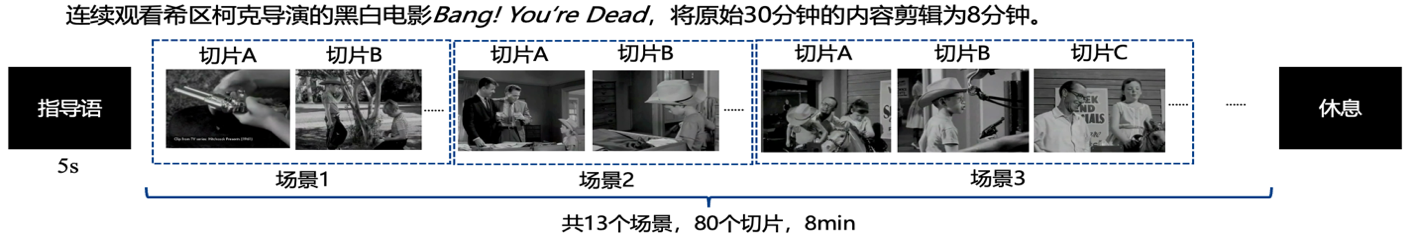 连续观看希区柯克导演的黑白电影Bang! You're Dead，将原始30分钟的内容剪辑为8分钟。
切片A 切片B 切片A 切片B 切片A 切片B 切片C
指导语 …… …… …… …… 休息
5s
场景1 场景2 场景3
共13个场景，80个切片，8min